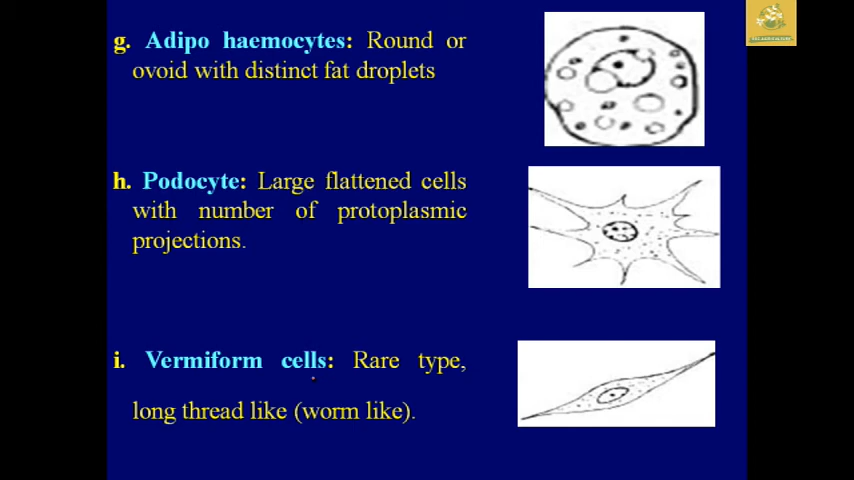 g. Adipo haemocytes: Round or
ovoid with distinct fat droplets
h. Podocyte: Large flattened cells
with number of protoplasmic
projections.
i. Vermiform cells: Rare type,
long thread like (worm like).